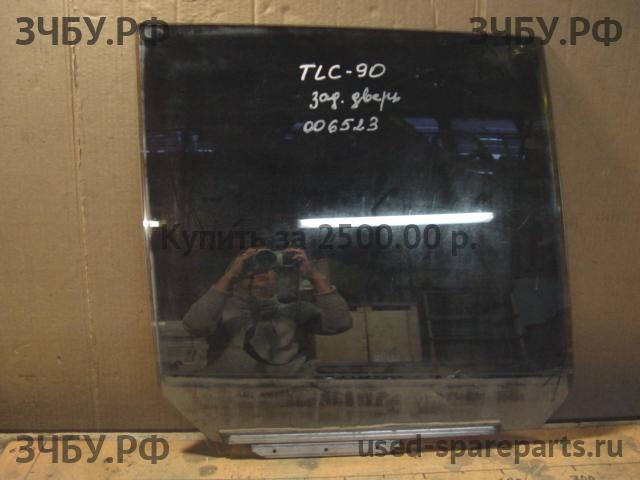 ЗЧБУ.РФ
ЗЧБУ.РФ
TLC-90
зад. дверь
006523
Купить за 2500.00 р.
ЗЧБУ.РФ
used-spareparts.ru